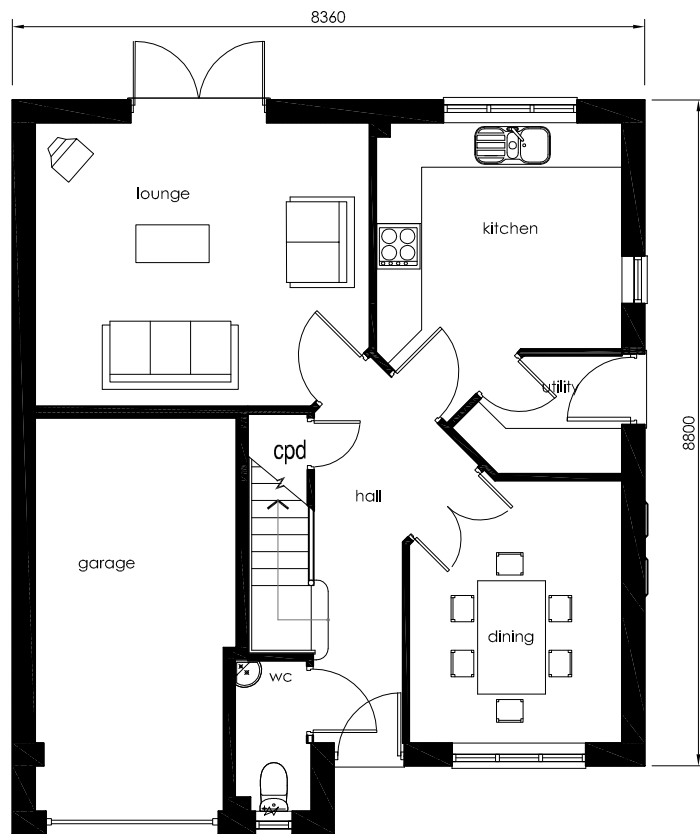 8360
lounge
kitchen
utility
cpd
8800
hall
garage
dining
wc